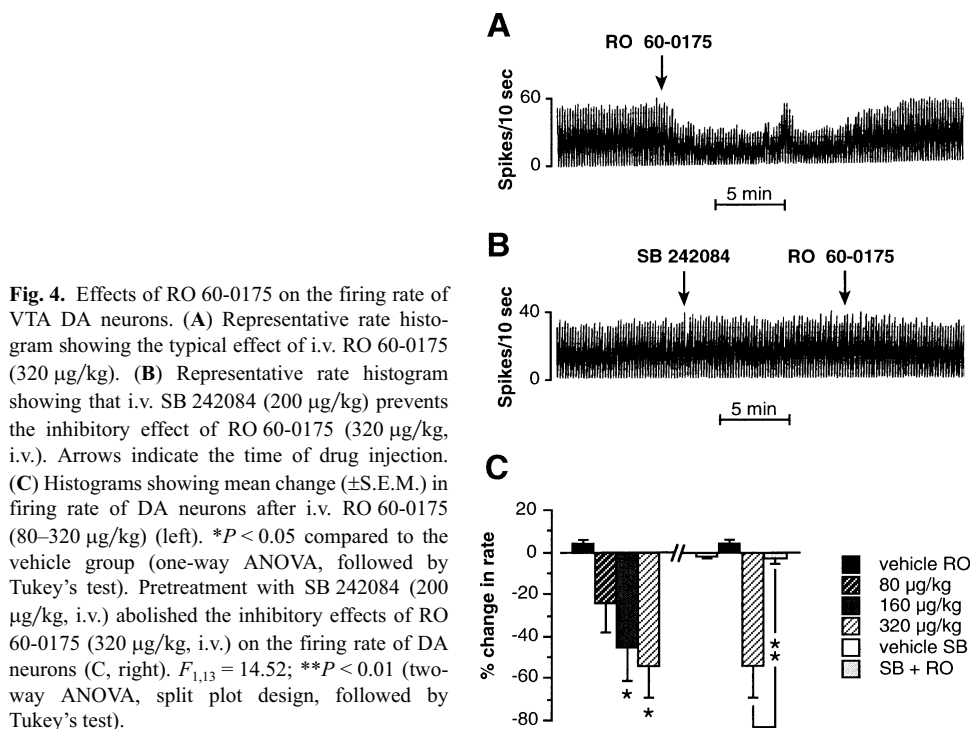 Fig. 4. Effects of RO 60-0175 on the firing rate of
VTA DA neurons. (A) Representative rate histo-
gram showing the typical effect of i.v. RO 60-0175
(320 μg/kg). (B) Representative rate histogram
showing that i.v. SB 242084 (200 μg/kg) prevents
the inhibitory effect of RO 60-0175 (320 μg/kg,
i.v.). Arrows indicate the time of drug injection.
(C) Histograms showing mean change (±S.E.M.) in
firing rate of DA neurons after i.v. RO 60-0175
(80–320 μg/kg) (left). *P < 0.05 compared to the
vehicle group (one-way ANOVA, followed by
Tukey's test). Pretreatment with SB 242084 (200
μg/kg, i.v.) abolished the inhibitory effects of RO
60-0175 (320 μg/kg, i.v.) on the firing rate of DA
neurons (C, right). F1,13 = 14.52; **P < 0.01 (two-
way ANOVA, split plot design, followed by
Tukey's test).
A
RO 60-0175
Spikes/10 sec
60
0
5 min
B
SB 242084
RO 60-0175
Spikes/10 sec
40
0
5 min
C
% change in rate
20
0
-20
-40
-60
-80
*
*
**
vehicle RO
80 μg/kg
160 μg/kg
320 μg/kg
vehicle SB
SB + RO